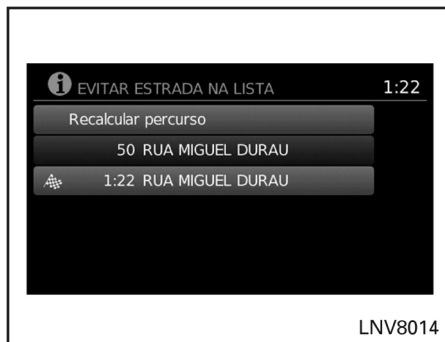 EVITAR ESTRADA NA LISTA 1:22
Recalcular percurso
50 RUA MIGUEL DURAU
1:22 RUA MIGUEL DURAU
LNV8014